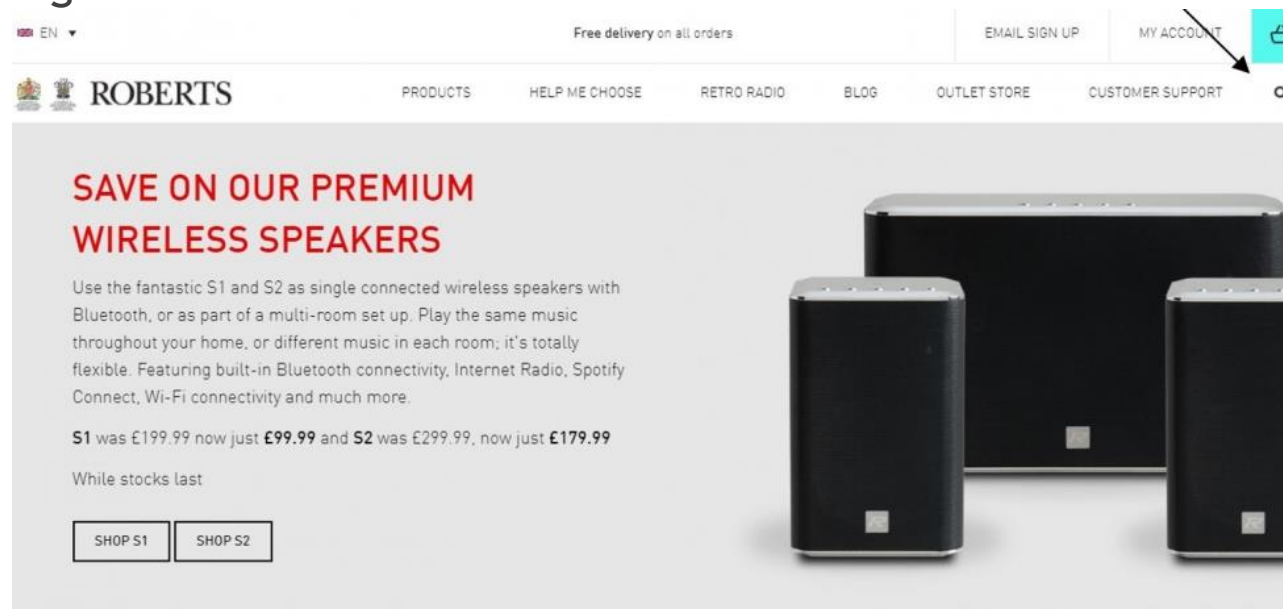 EN
Free delivery on all orders
EMAIL SIGN UP
MY ACCOUNT
ROBERTS
PRODUCTS
HELP ME CHOOSE
RETRO RADIO
BLOG
OUTLET STORE
CUSTOMER SUPPORT
SAVE ON OUR PREMIUM
WIRELESS SPEAKERS
Use the fantastic S1 and S2 as single connected wireless speakers with
Bluetooth, or as part of a multi-room set up. Play the same music
throughout your home, or different music in each room; it's totally
flexible. Featuring built-in Bluetooth connectivity, Internet Radio, Spotify
Connect, Wi-Fi connectivity and much more.
S1 was £199.99 now just £99.99 and S2 was £299.99, now just £179.99
While stocks last
SHOP S1
SHOP S2
R
R
R